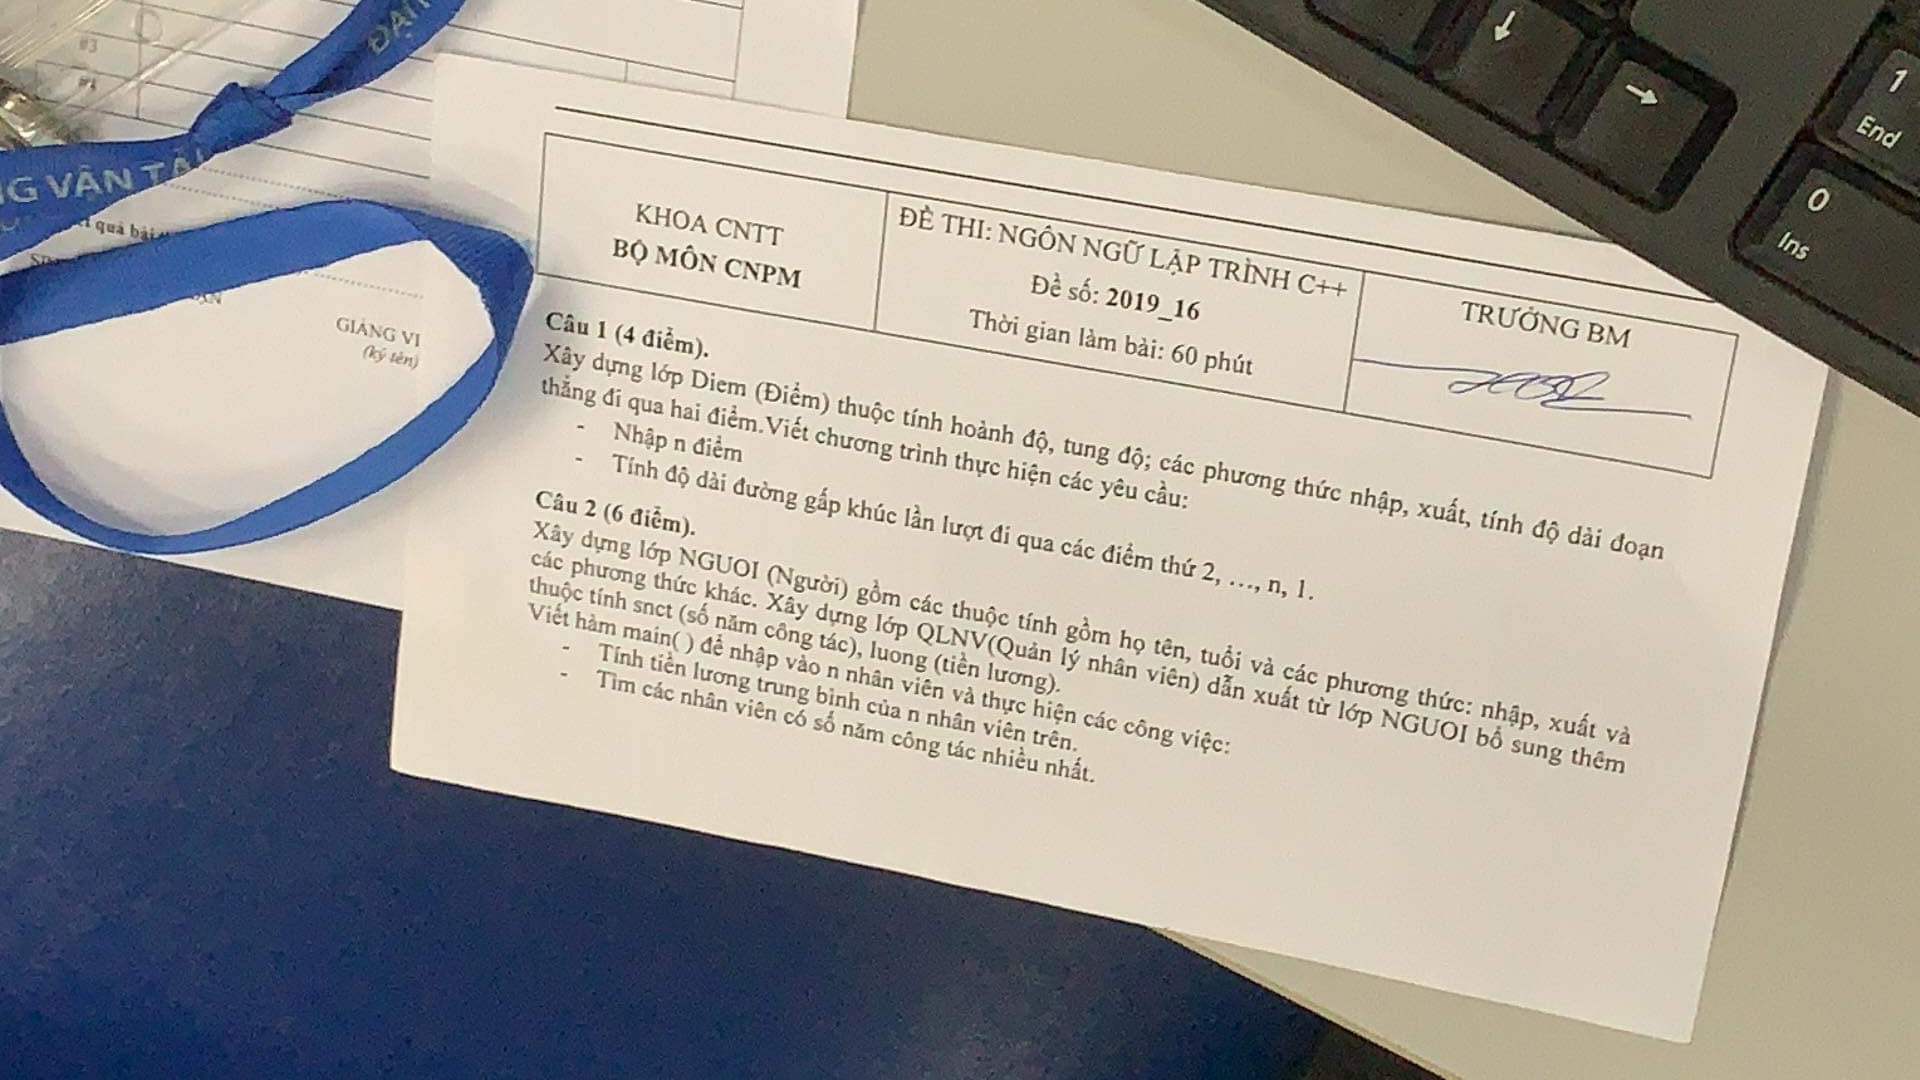 #3
#4
ĐẠI
G VẬN TẢI
quả bài
GIẢNG VI
(ký tên)
KHOA CNTT
BỘ MÔN CNPM
ĐỀ THI: NGÔN NGỮ LẬP TRÌNH C++
Đề số: 2019_16
Thời gian làm bài: 60 phút
TRƯỞNG BM
Câu 1 (4 điểm).
Xây dựng lớp Diem (Điểm) thuộc tính hoành độ, tung độ; các phương thức nhập, xuất, tính độ dài đoạn
thẳng đi qua hai điểm.Viết chương trình thực hiện các yêu cầu:
- Nhập n điểm
- Tính độ dài đường gấp khúc lần lượt đi qua các điểm thứ 2, …, n, 1.
Câu 2 (6 điểm).
Xây dựng lớp NGUOI (Người) gồm các thuộc tính gồm họ tên, tuổi và các phương thức: nhập, xuất và
các phương thức khác. Xây dựng lớp QLNV(Quản lý nhân viên) dẫn xuất từ lớp NGUOI bổ sung thêm
thuộc tính snct (số năm công tác), luong (tiền lương).
Viết hàm main( ) để nhập vào n nhân viên và thực hiện các công việc:
- Tính tiền lương trung bình của n nhân viên trên.
- Tìm các nhân viên có số năm công tác nhiều nhất.
↓
→
1
End
0
Ins